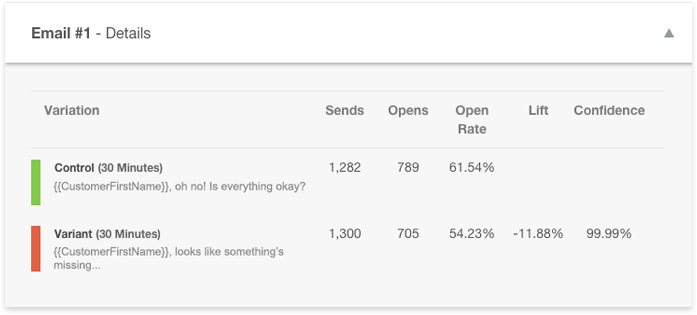 Email #1 - Details
Variation Sends Opens Open Rate Lift Confidence
Control (30 Minutes) 1,282 789 61.54%
{{CustomerFirstName}}, oh no! Is everything okay?
Variant (30 Minutes) 1,300 705 54.23% -11.88% 99.99%
{{CustomerFirstName}}, looks like something's
missing...